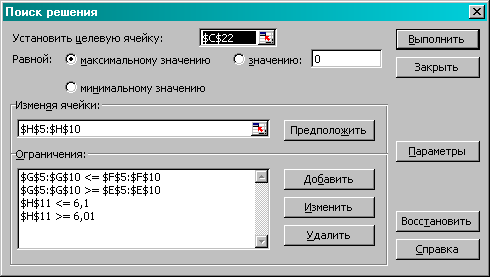 Поиск решения
Установить целевую ячейку: $C$22
Выполнить
Равной: максимальному значению значению: 0
Закрыть
минимальному значению
Изменяя ячейки:
$H$5:$H$10
Предположить
Ограничения:
Параметры
$G$5:$G$10 <= $F$5:$F$10
$G$5:$G$10 >= $E$5:$E$10
$H$11 <= 6,1
$H$11 >= 6,01
Добавить
Изменить
Удалить
Восстановить
Справка